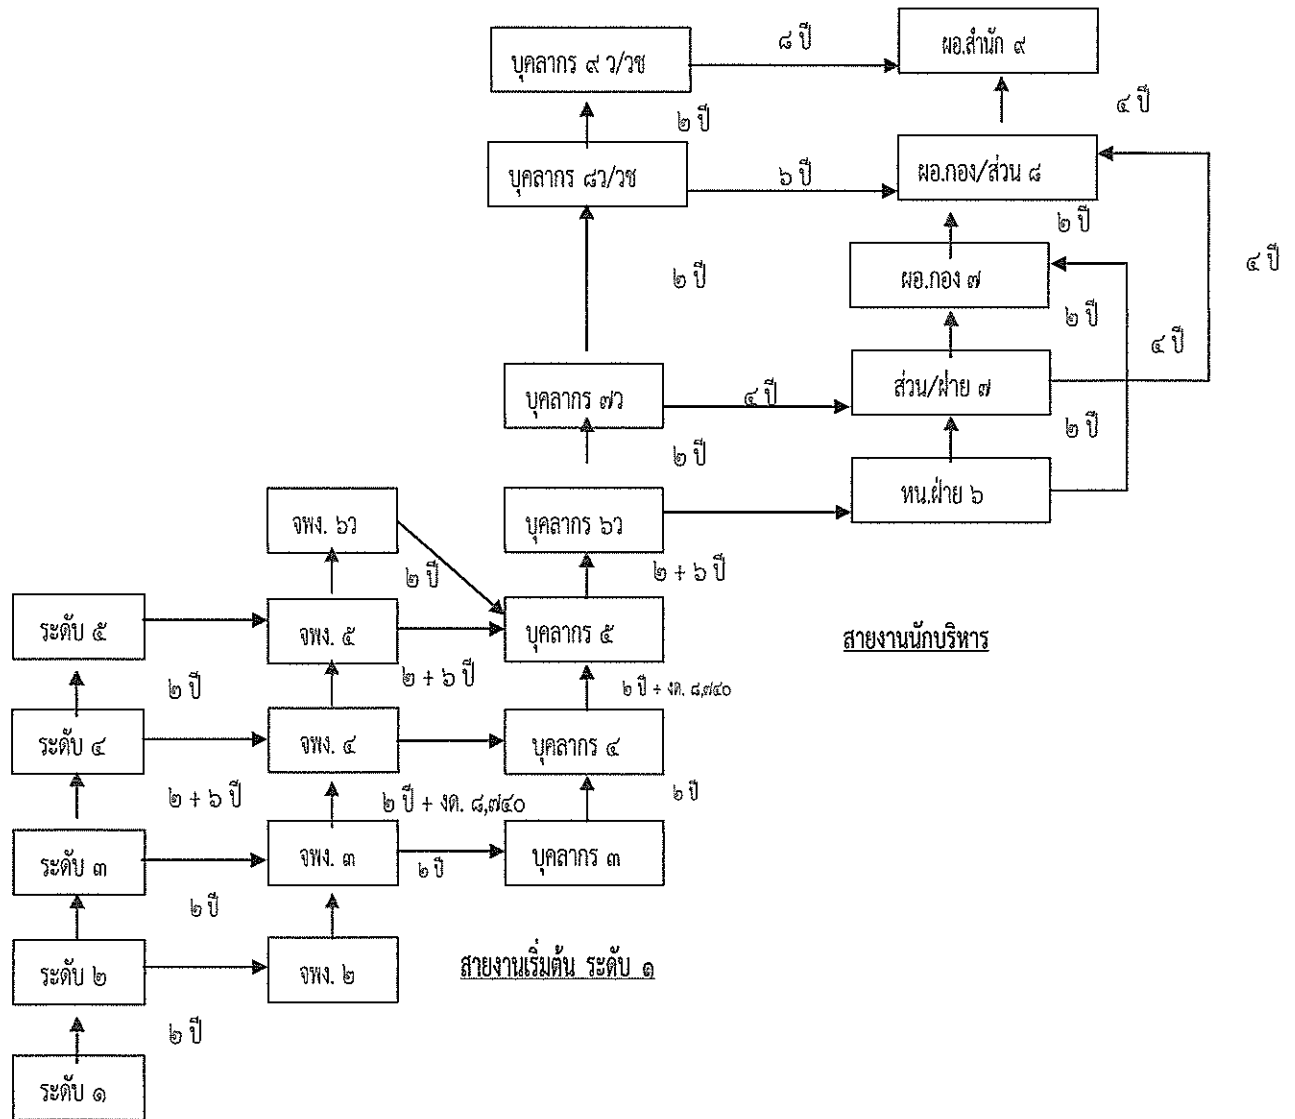 ๘ ปี
ผอ.สำนัก ๙
บุคลากร ๙ ว/วช
๔ ปี
๒ ปี
บุคลากร ๘ว/วช
๖ ปี
ผอ.กอง/ส่วน ๘
๒ ปี
๒ ปี
ผอ.กอง ๗
๔ ปี
๒ ปี
๔ ปี
บุคลากร ๗ว
๔ ปี
ส่วน/ฝ่าย ๗
๒ ปี
๒ ปี
จพง. ๖ว
บุคลากร ๖ว
หน.ฝ่าย ๖
๒ ปี
๒ + ๖ ปี
ระดับ ๕
จพง. ๕
บุคลากร ๕
สายงานนักบริหาร
๒ ปี
๒ + ๖ ปี
๒ ปี + งด. ๘,๗๔๐
ระดับ ๔
จพง. ๔
บุคลากร ๔
๒ + ๖ ปี
๒ ปี + งด. ๘,๗๔๐
๒ ปี
ระดับ ๓
จพง. ๓
๒ ปี
บุคลากร ๓
๒ ปี
ระดับ ๒
จพง. ๒
สายงานเริ่มต้น ระดับ ๑
๒ ปี
ระดับ ๑